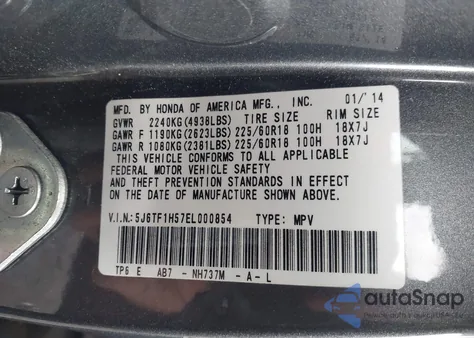 MFD. BY HONDA OF AMERICA MFG., INC. 01/'14
GVWR 2240KG(4938LBS) TIRE SIZE RIM SIZE
GAWR F 1190KG(2623LBS) 225/60R18 100H 18X7J
GAWR R 1080KG(2381LBS) 225/60R18 100H 18X7J
THIS VEHICLE CONFORMS TO ALL APPLICABLE
FEDERAL MOTOR VEHICLE SAFETY
AND THEFT PREVENTION STANDARDS IN EFFECT
ON THE DATE OF MANUFACTURE SHOWN ABOVE.
V.I.N.: 5J6TF1H57EL000854 TYPE: MPV
TP6 E AB7 - NH737M - A - L
autoSnap